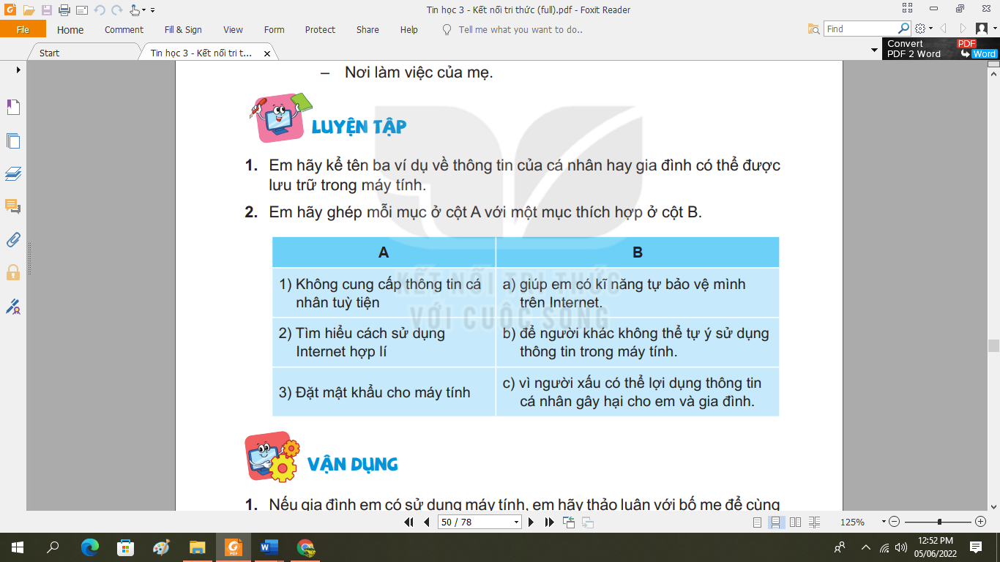 Tin học 3 - Kết nối tri thức (full).pdf - Foxit Reader
File Home Comment Fill & Sign View Form Protect Share Help Tell me what you want to do.. Find
Start Tin học 3 - Kết nối tri t... Convert PDF
PDF 2 Word Word
– Nơi làm việc của mẹ.
LUYỆN TẬP
1. Em hãy kể tên ba ví dụ về thông tin của cá nhân hay gia đình có thể được
lưu trữ trong máy tính.
2. Em hãy ghép mỗi mục ở cột A với một mục thích hợp ở cột B.
A B
1) Không cung cấp thông tin cá
nhân tuỳ tiện
a) giúp em có kĩ năng tự bảo vệ mình
trên Internet.
2) Tìm hiểu cách sử dụng
Internet hợp lí
b) để người khác không thể tự ý sử dụng
thông tin trong máy tính.
3) Đặt mật khẩu cho máy tính
c) vì người xấu có thể lợi dụng thông tin
cá nhân gây hại cho em và gia đình.
KẾT NỐI TRI THỨC
VỚI CUỘC SỐNG
VẬN DỤNG
1. Nếu gia đình em có sử dụng máy tính, em hãy thảo luận với bố mẹ để cùng
50 / 78 125%
12:52 PM
05/06/2022